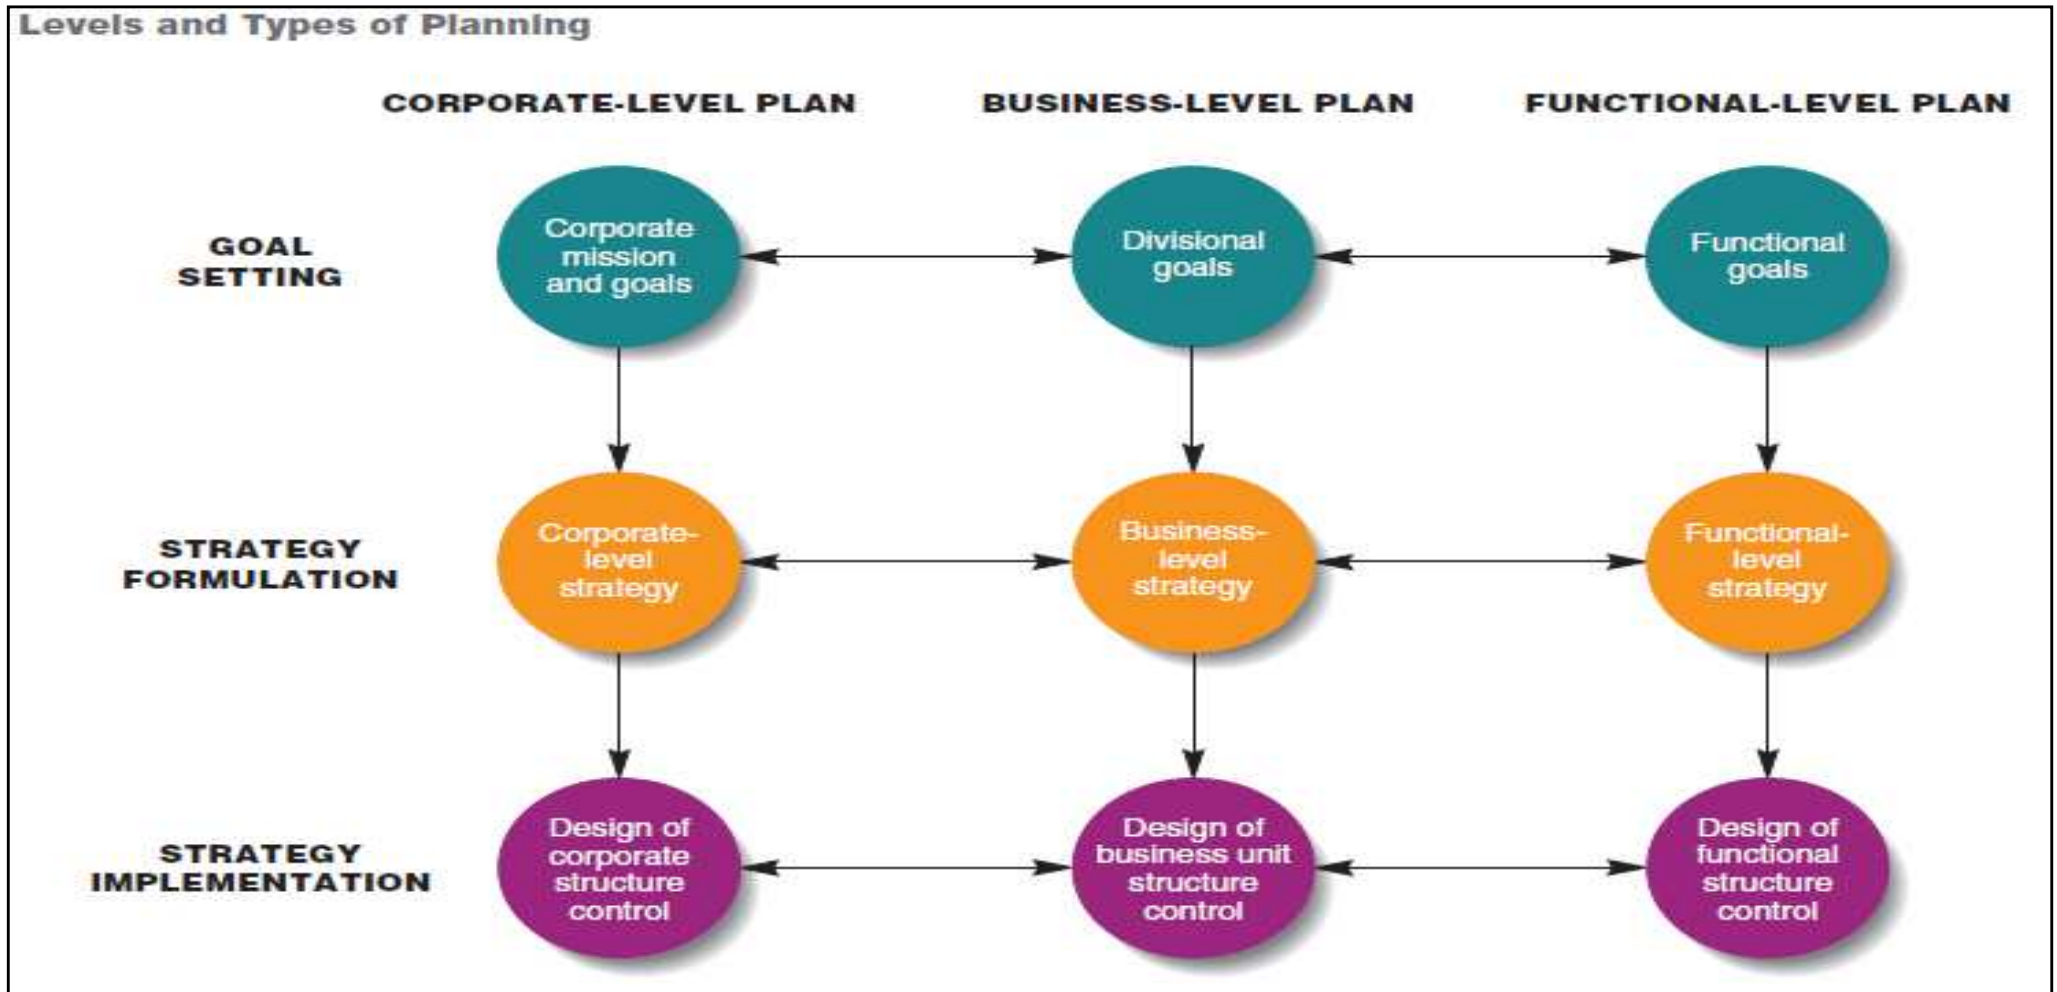 Levels and Types of Planning
CORPORATE-LEVEL PLAN
BUSINESS-LEVEL PLAN
FUNCTIONAL-LEVEL PLAN
GOAL
SETTING
Corporate
mission
and goals
Divisional
goals
Functional
goals
STRATEGY
FORMULATION
Corporate-
level
strategy
Business-
level
strategy
Functional-
level
strategy
STRATEGY
IMPLEMENTATION
Design of
corporate
structure
control
Design of
business unit
structure
control
Design of
functional
structure
control